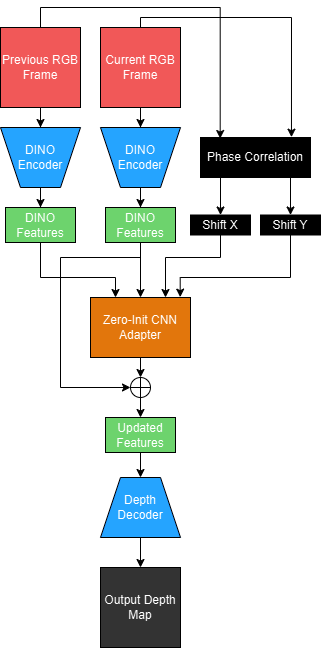 Previous RGB
Frame
Current RGB
Frame
DINO
Encoder
DINO
Encoder
Phase Correlation
DINO
Features
DINO
Features
Shift X
Shift Y
Zero-Init CNN
Adapter
Updated
Features
Depth
Decoder
Output Depth
Map